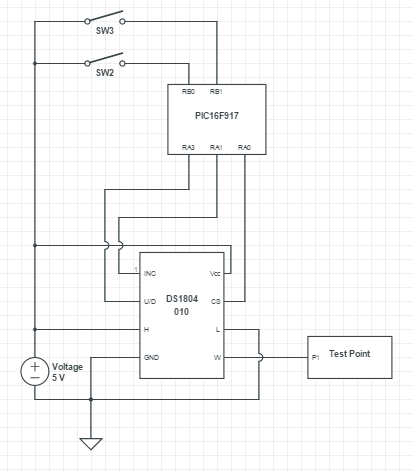 SW3
SW2
RB0 RB1
PIC16F917
RA3 RA1 RA0
1 INC Vcc
U/D DS1804 CS
010
H L
GND W P1 Test Point
Voltage
5 V